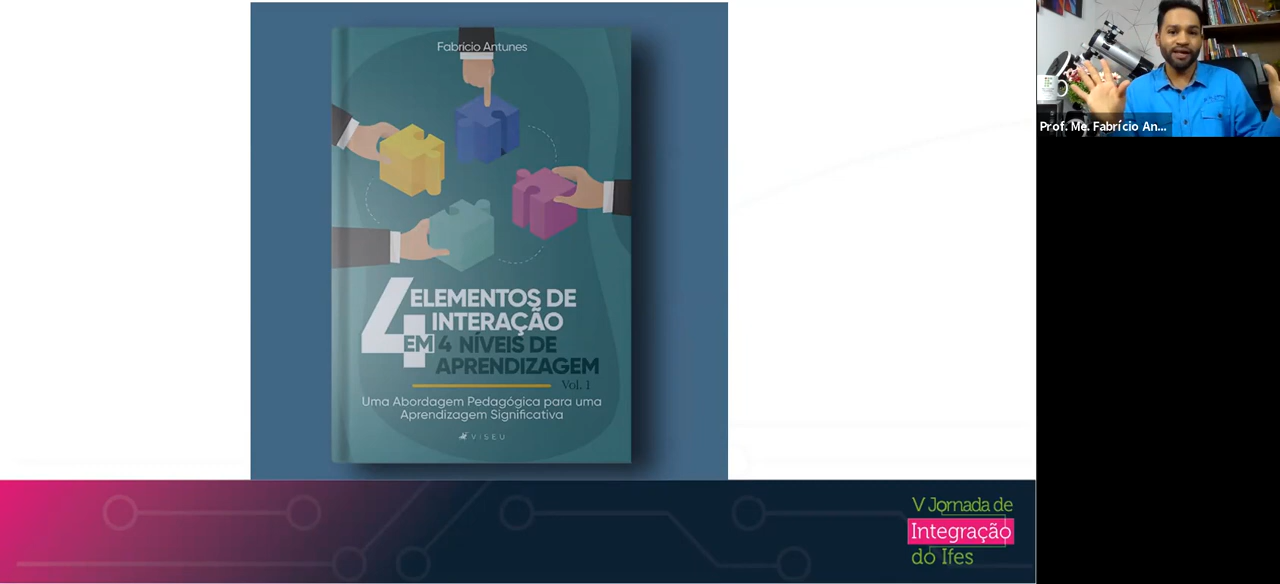 Fabrício Antunes
4 ELEMENTOS DE
INTERAÇÃO
EM 4 NÍVEIS DE
APRENDIZAGEM
Vol. 1
Uma Abordagem Pedagógica para uma
Aprendizagem Significativa
VISEU
Prof. Me. Fabrício An...
V Jornada de
Integração
do Ifes